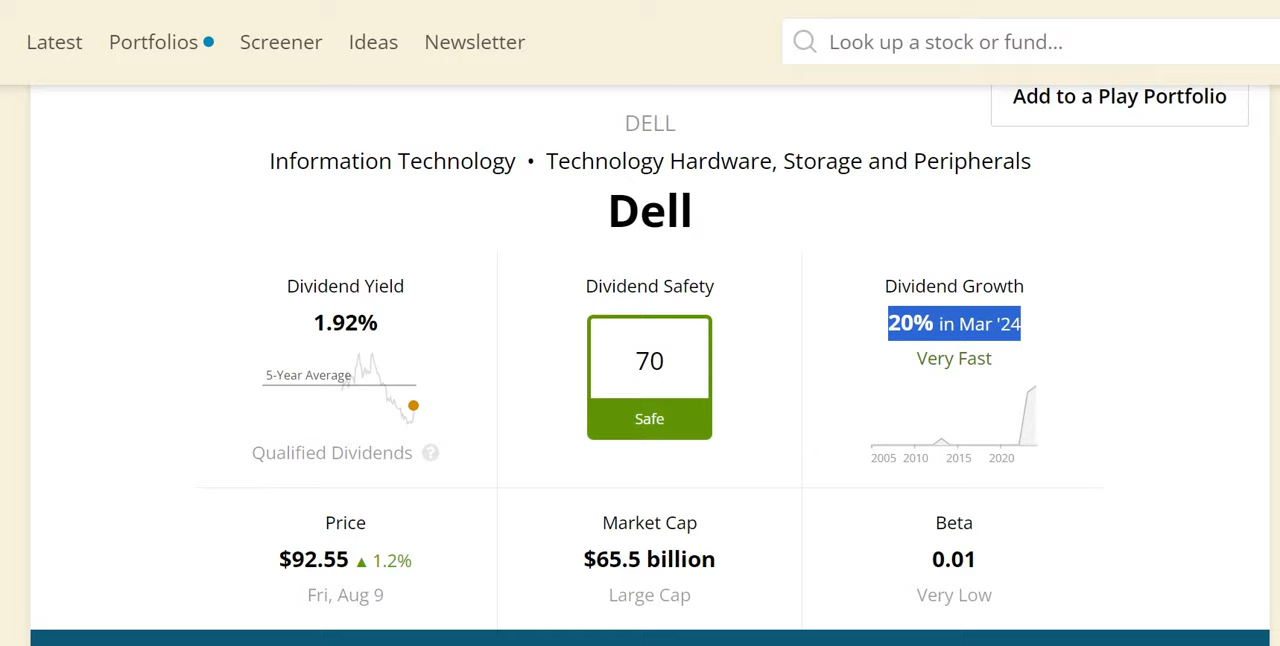 Latest Portfolios Screener Ideas Newsletter Look up a stock or fund...
Add to a Play Portfolio
DELL
Information Technology • Technology Hardware, Storage and Peripherals
Dell
Dividend Yield
1.92%
5-Year Average
Qualified Dividends ?
Dividend Safety
70
Safe
Dividend Growth
20% in Mar '24
Very Fast
2005 2010 2015 2020
Price
$92.55 ▲ 1.2%
Fri, Aug 9
Market Cap
$65.5 billion
Large Cap
Beta
0.01
Very Low